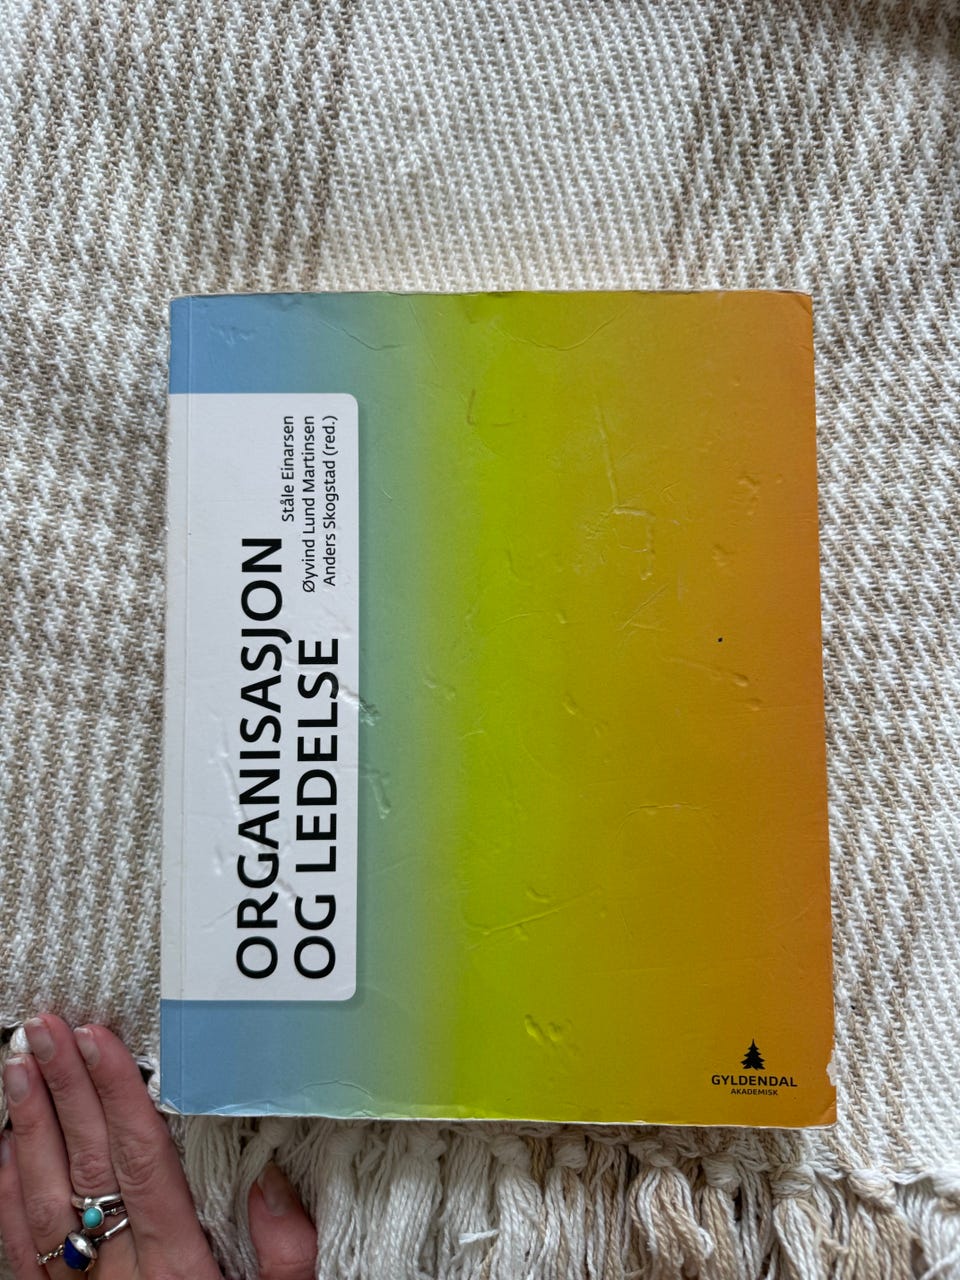 ORGANISASJON
OG LEDELSE
Ståle Einarsen
Øyvind Lund Martinsen
Anders Skogstad (red.)
GYLDENDAL
AKADEMISK